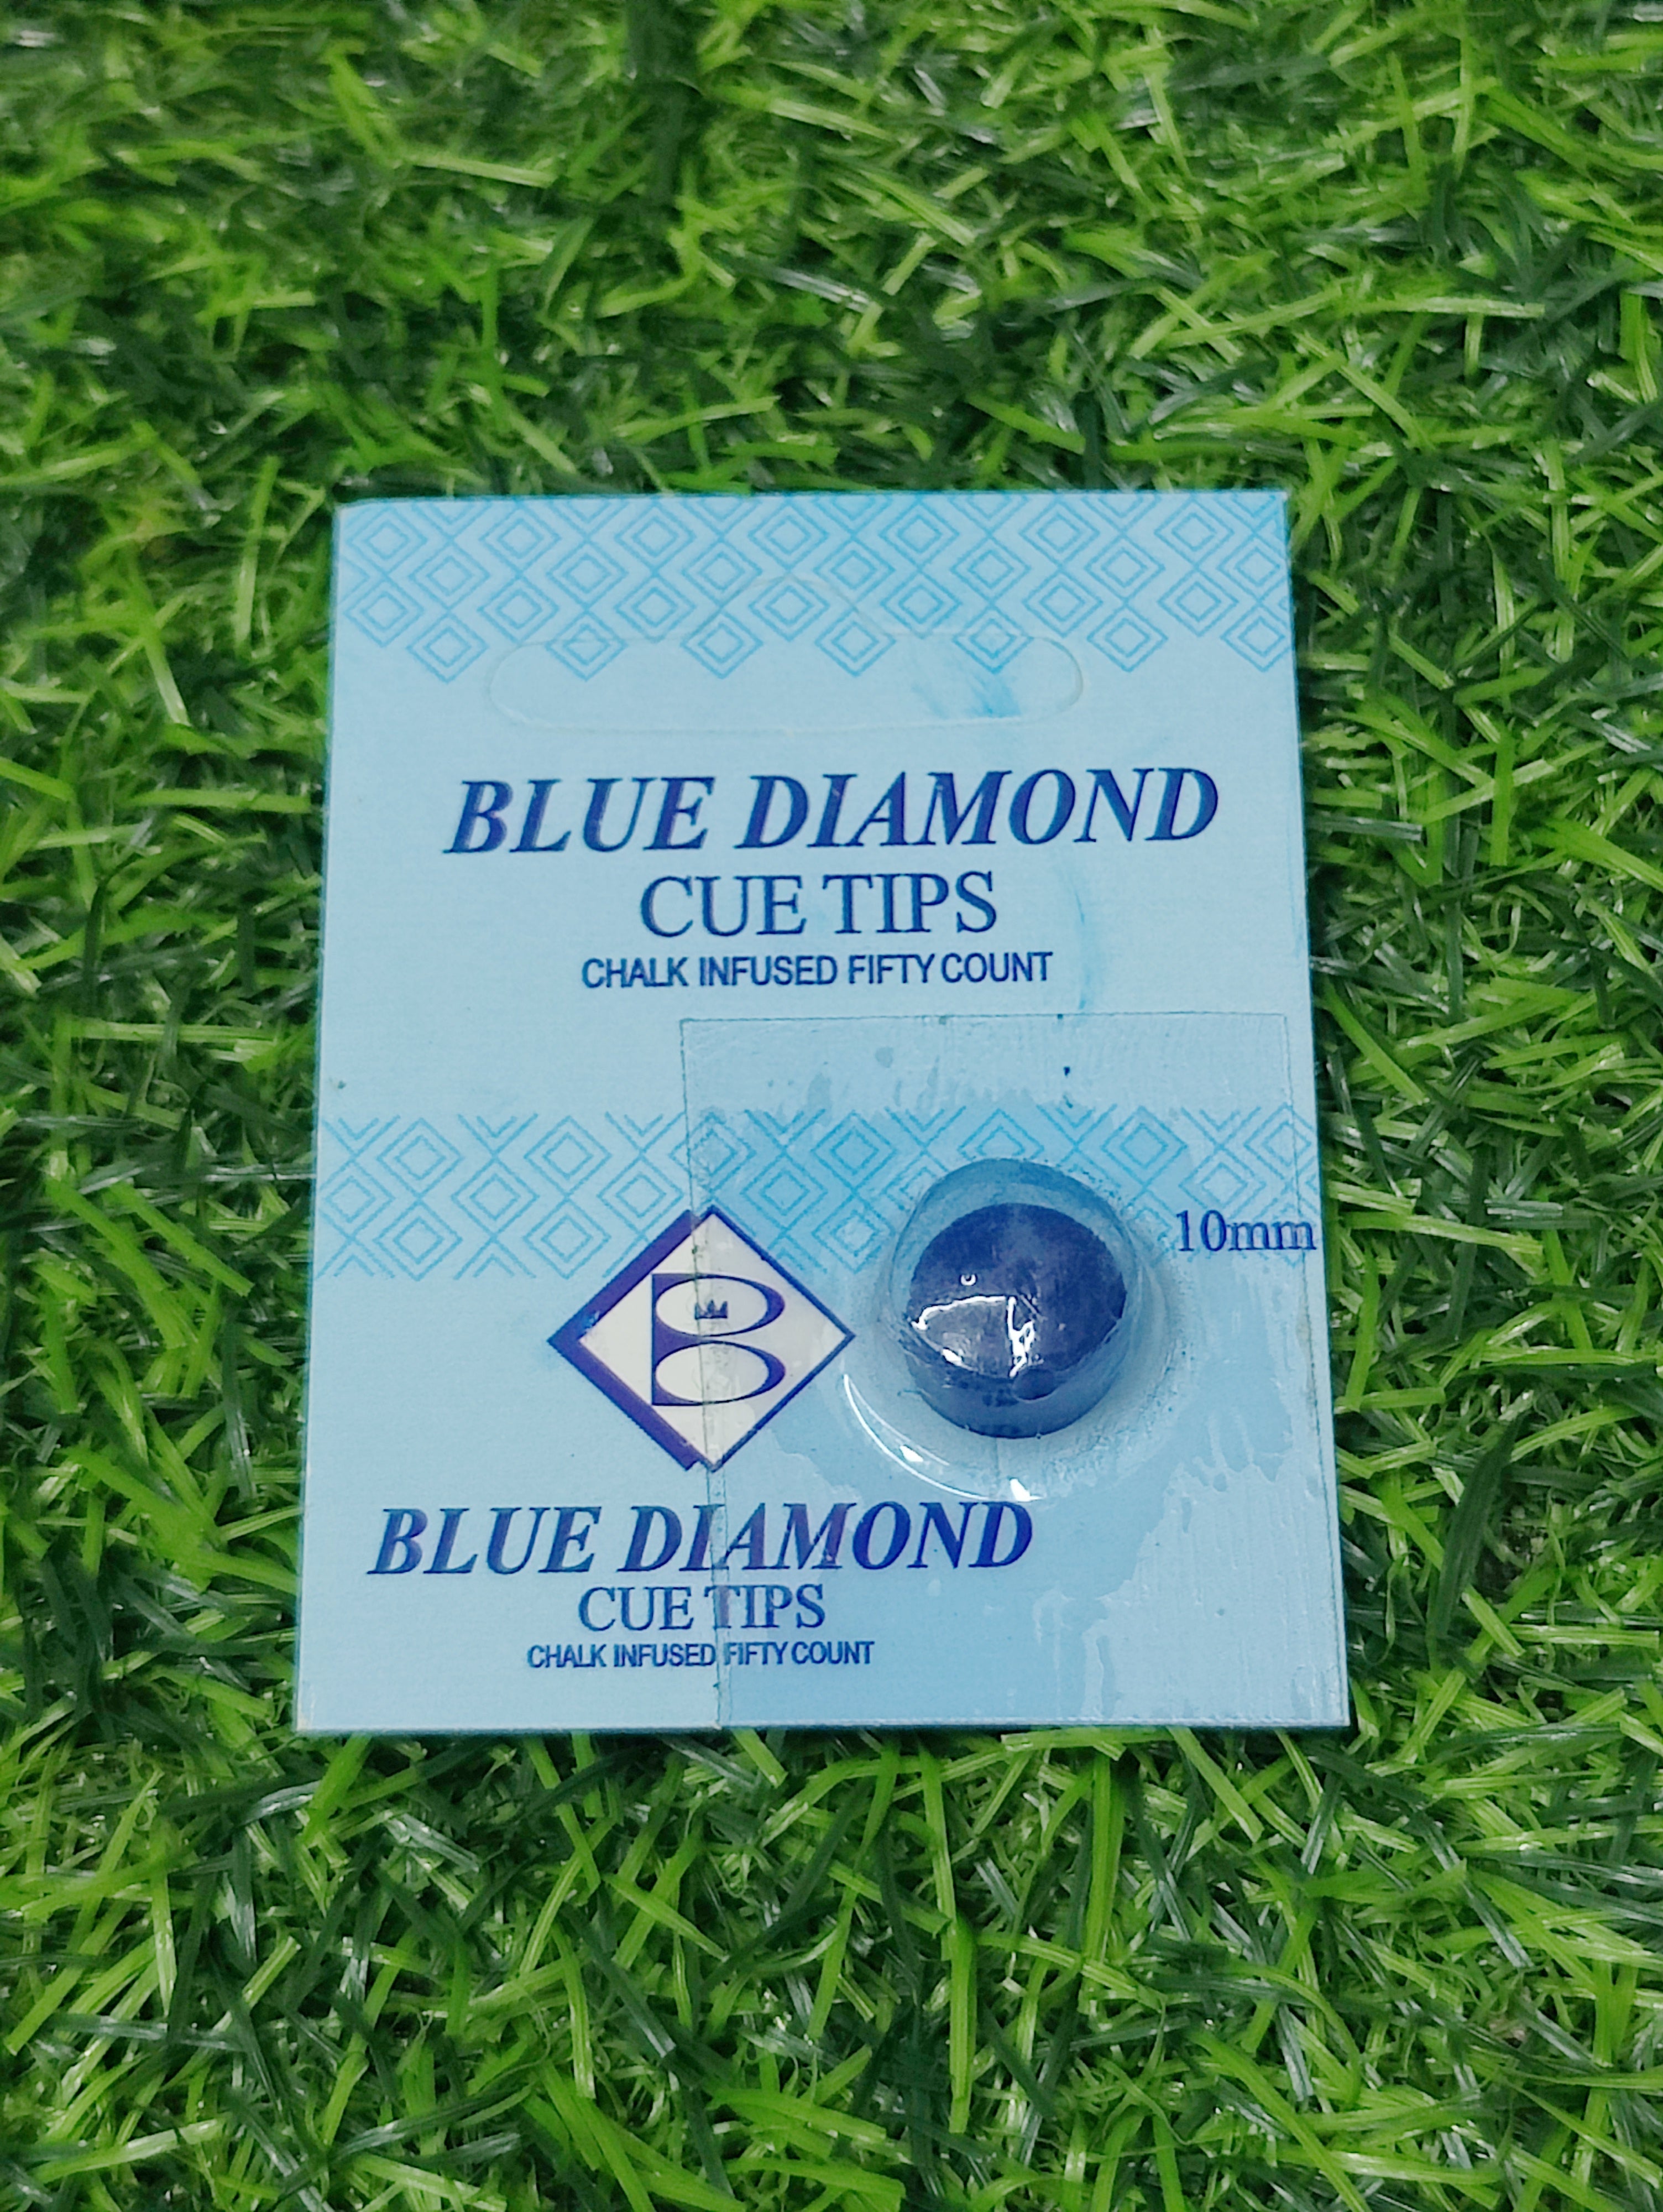 BLUE DIAMOND
CUE TIPS
CHALK INFUSED FIFTY COUNT
10mm
B
BLUE DIAMOND
CUE TIPS
CHALK INFUSED FIFTY COUNT